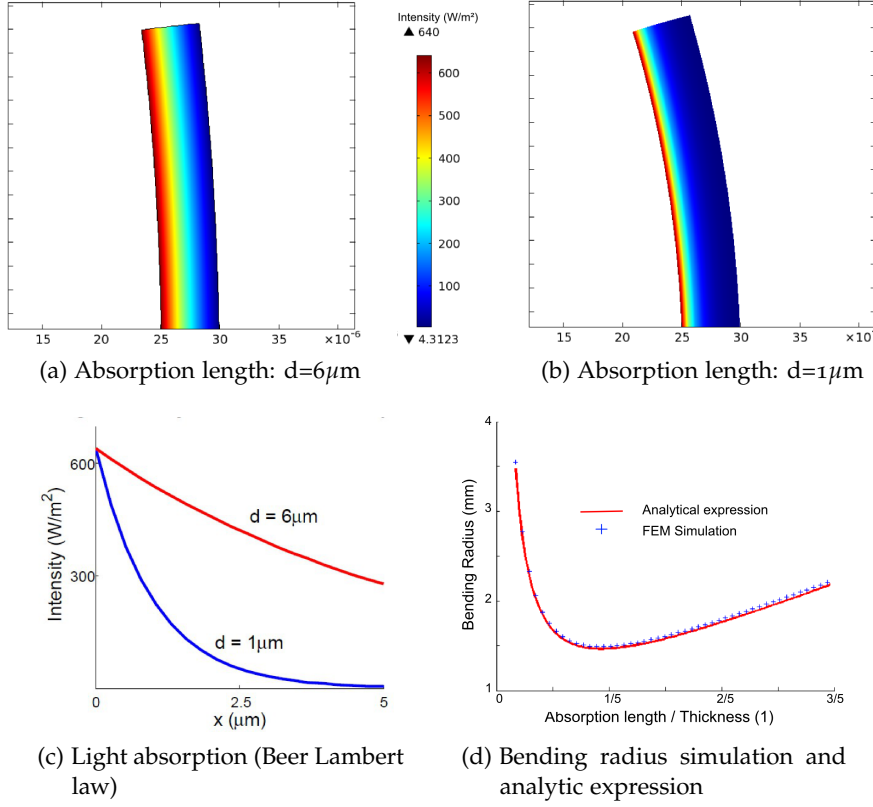 Intensity (W/m²)
▲ 640
600
500
400
300
200
100
▼ 4.3123
15 20 25 30 ×10⁻⁶
(a) Absorption length: d=6μm
15 20 25 30 ×10
(b) Absorption length: d=1μm
Intensity (W/m²)
600
300
d = 6μm
d = 1μm
0 2.5 5
x (μm)
(c) Light absorption (Beer Lambert
law)
Bending Radius (mm)
4
3
2
1
Analytical expression
FEM Simulation
0 1/5 2/5 3/5
Absorption length / Thickness (1)
(d) Bending radius simulation and
analytic expression